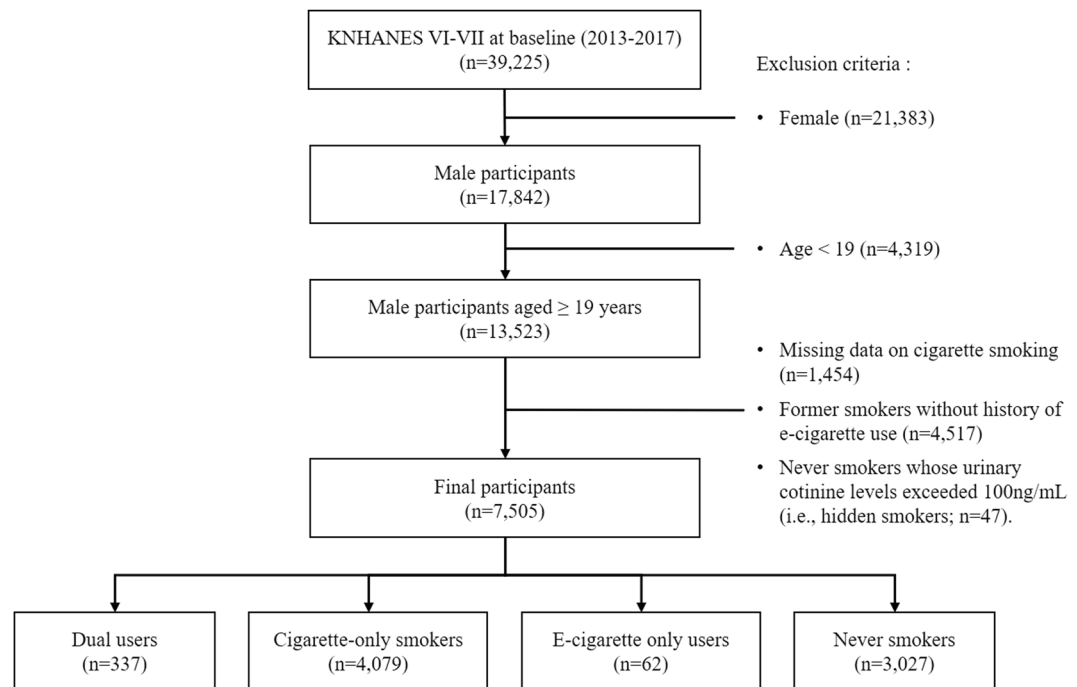 KNHANES VI-VII at baseline (2013-2017)
(n=39,225)
Exclusion criteria :
• Female (n=21,383)
Male participants
(n=17,842)
• Age < 19 (n=4,319)
Male participants aged ≥ 19 years
(n=13,523)
• Missing data on cigarette smoking
(n=1,454)
• Former smokers without history of
e-cigarette use (n=4,517)
• Never smokers whose urinary
cotinine levels exceeded 100ng/mL
(i.e., hidden smokers; n=47).
Final participants
(n=7,505)
Dual users
(n=337)
Cigarette-only smokers
(n=4,079)
E-cigarette only users
(n=62)
Never smokers
(n=3,027)